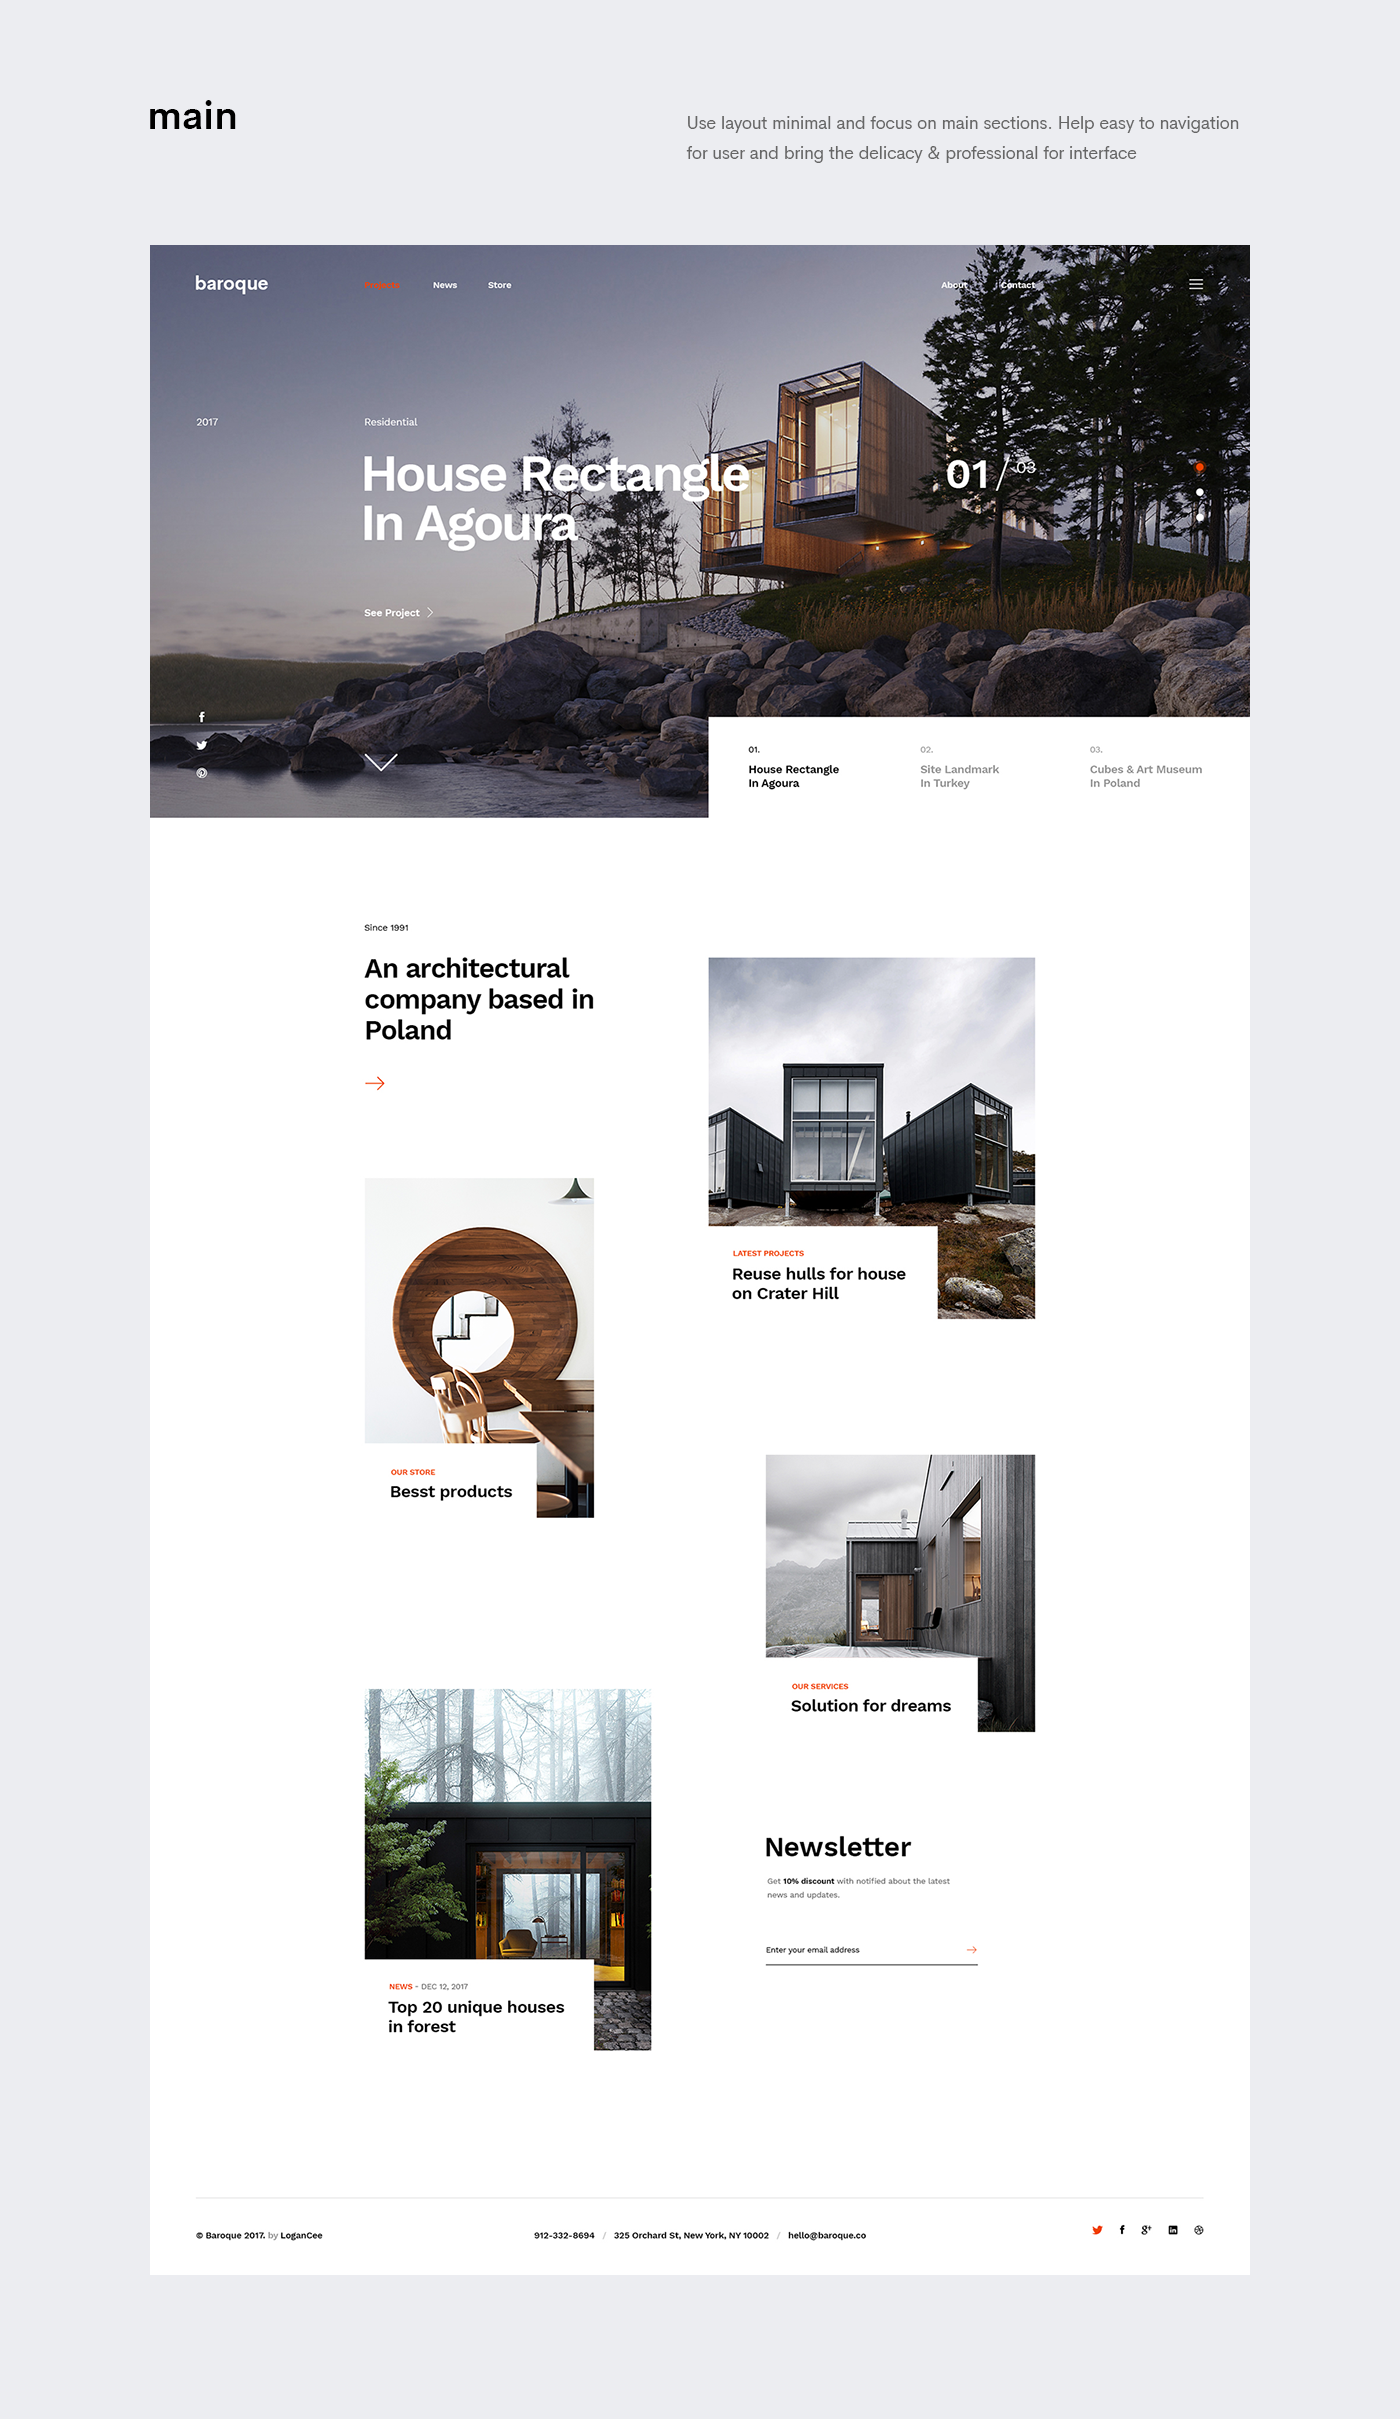 main
Use layout minimal and focus on main sections. Help easy to navigation
for user and bring the delicacy & professional for interface
baroque
Projects
News
Store
About
Contact
2017
Residential
House Rectangle
In Agoura
01 / 03
See Project
01.
House Rectangle
In Agoura
02.
Site Landmark
In Turkey
03.
Cubes & Art Museum
In Poland
Since 1991
An architectural
company based in
Poland
LATEST PROJECTS
Reuse hulls for house
on Crater Hill
OUR STORE
Besst products
OUR SERVICES
Solution for dreams
NEWS - DEC 12, 2017
Top 20 unique houses
in forest
Newsletter
Get 10% discount with notified about the latest
news and updates.
Enter your email address
© Baroque 2017. by LoganCee
912-332-8694 / 325 Orchard St, New York, NY 10002 / hello@baroque.co